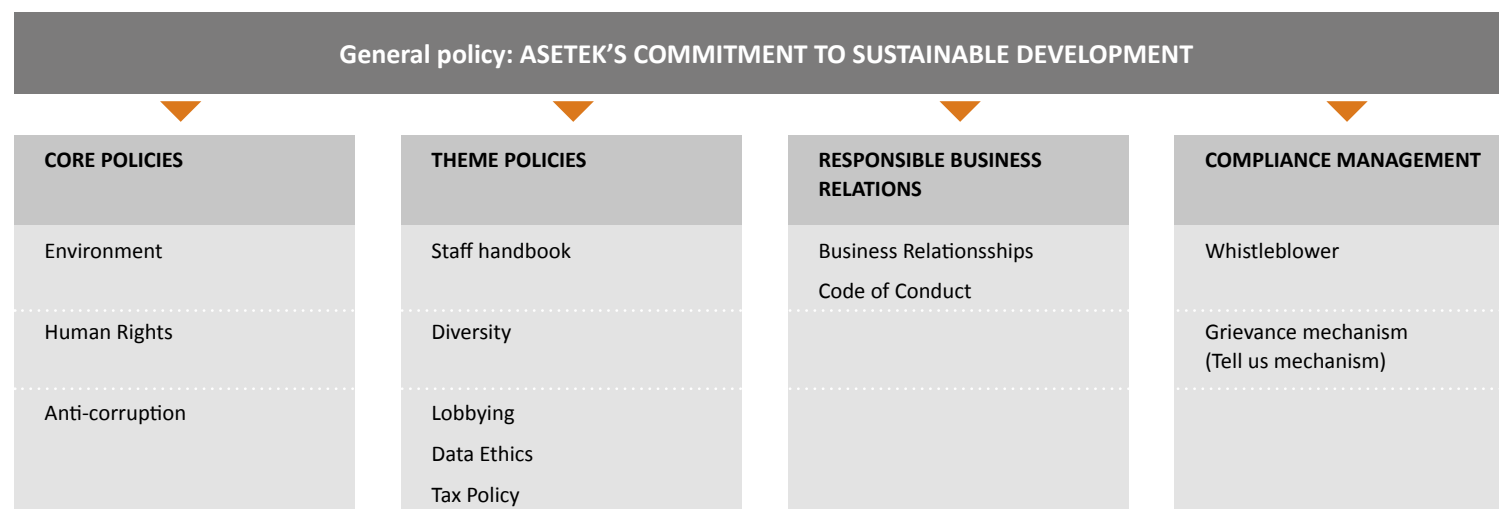 General policy: ASETEK’S COMMITMENT TO SUSTAINABLE DEVELOPMENT
CORE POLICIES
Environment
Human Rights
Anti-corruption
THEME POLICIES
Staff handbook
Diversity
Lobbying
Data Ethics
Tax Policy
RESPONSIBLE BUSINESS
RELATIONS
Business Relationsships
Code of Conduct
COMPLIANCE MANAGEMENT
Whistleblower
Grievance mechanism
(Tell us mechanism)